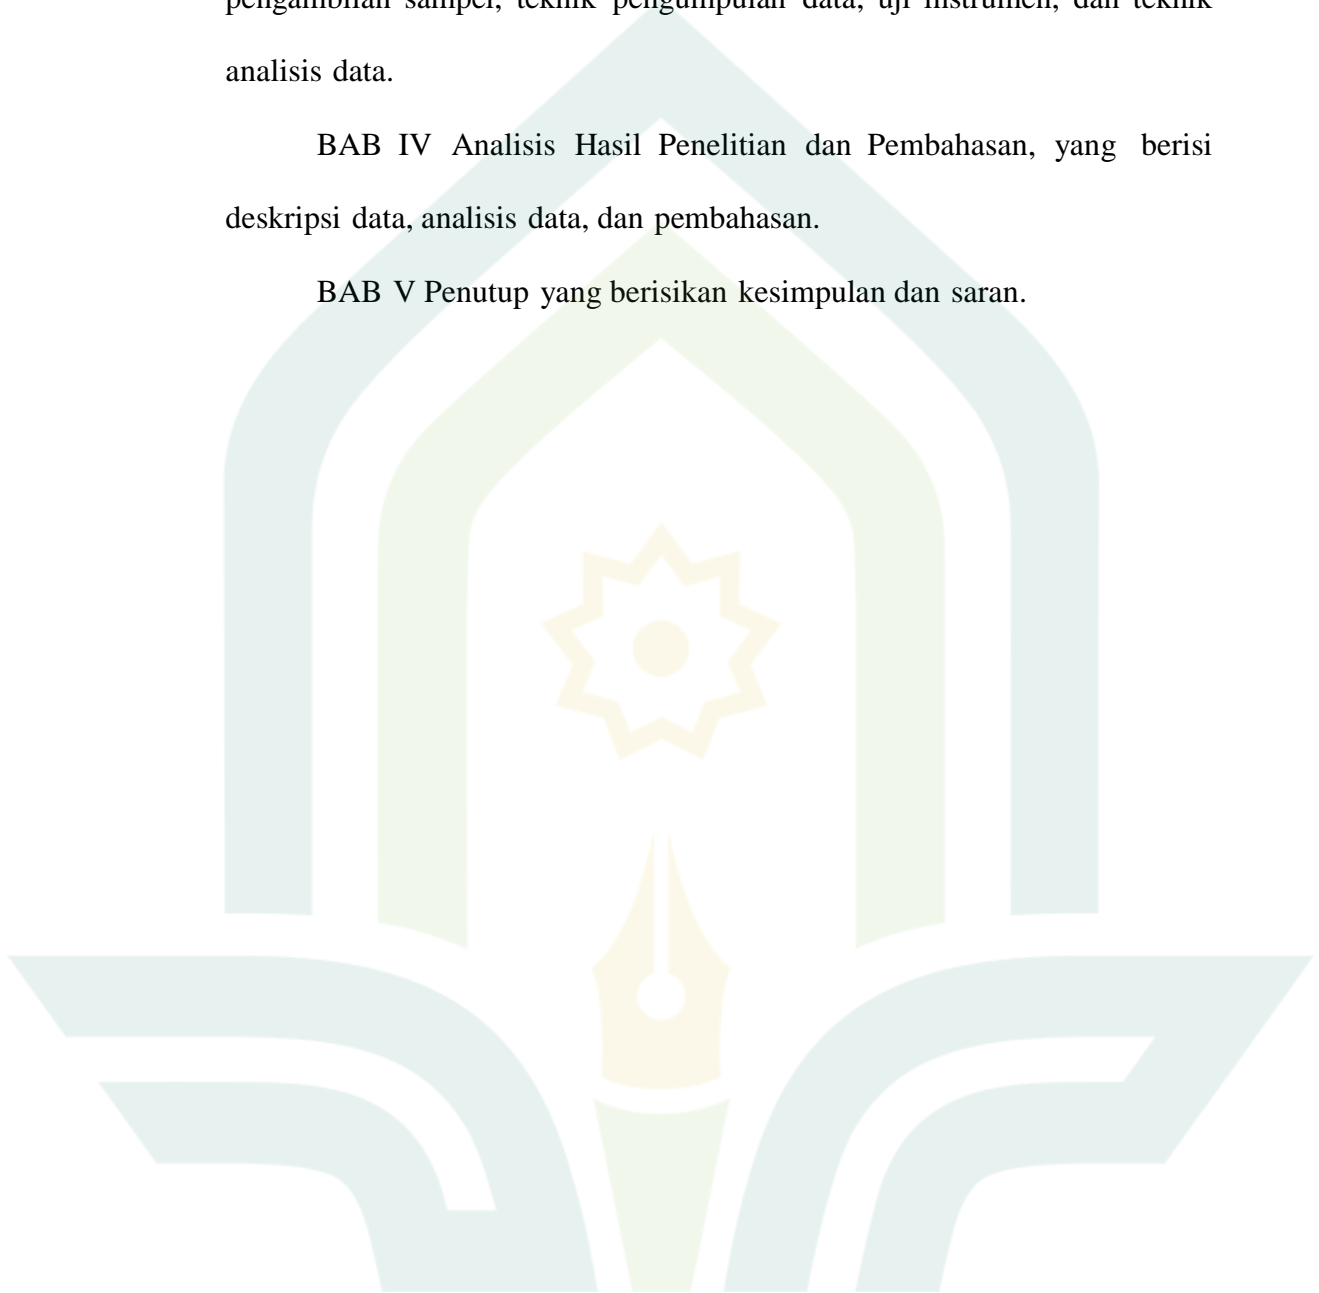 pengambilan sampel, teknik pengumpulan data, uji instrumen, dan teknik
analisis data.
BAB IV Analisis Hasil Penelitian dan Pembahasan, yang berisi
deskripsi data, analisis data, dan pembahasan.
BAB V Penutup yang berisikan kesimpulan dan saran.